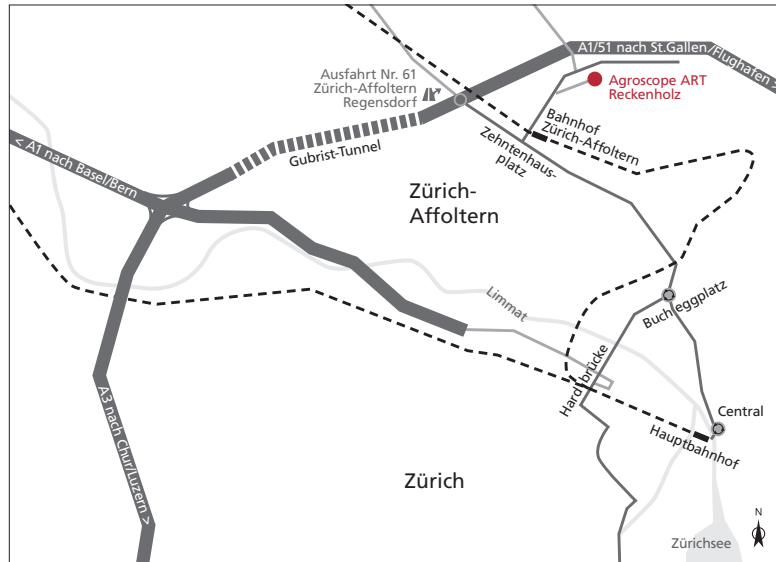 A1/51 nach St.Gallen/Flughafen >
Ausfahrt Nr. 61
Zürich-Affoltern
Regensdorf
Agroscope ART
Reckenholz
Bahnhof
Zürich-Affoltern
Zehntenhaus-
platz
Gubrist-Tunnel
< A1 nach Basel/Bern
Zürich-
Affoltern
Limmat
Bucheggplatz
Hardbrücke
A3 nach Chur/Luzern >
Central
Hauptbahnhof
Zürich
Zürichsee
N